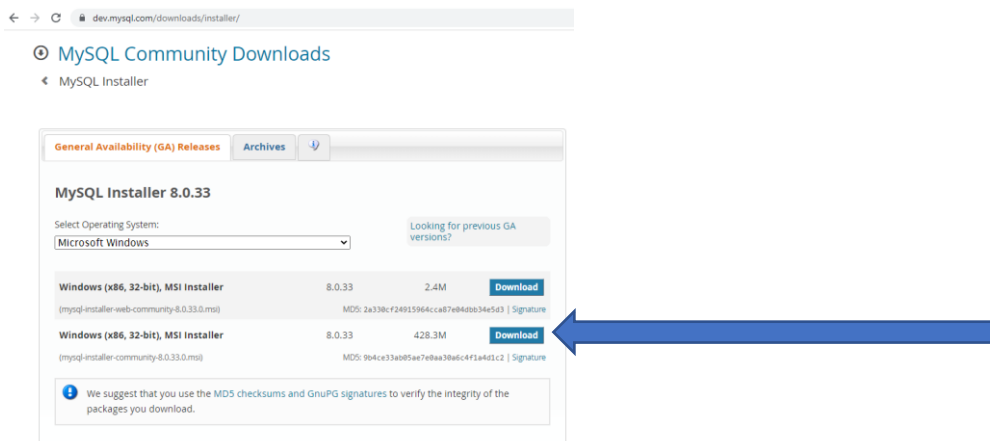 dev.mysql.com/downloads/installer/
MySQL Community Downloads
MySQL Installer
General Availability (GA) Releases Archives
MySQL Installer 8.0.33
Select Operating System:
Microsoft Windows
Looking for previous GA
versions?
Windows (x86, 32-bit), MSI Installer 8.0.33 2.4M Download
(mysql-installer-web-community-8.0.33.0.msi) MD5: 2a330cf24915964cca87e04dbb34e5d3 | Signature
Windows (x86, 32-bit), MSI Installer 8.0.33 428.3M Download
(mysql-installer-community-8.0.33.0.msi) MD5: 9b4ce33ab05ae7e0aa30a6c4f1a4d1c2 | Signature
We suggest that you use the MD5 checksums and GnuPG signatures to verify the integrity of the
packages you download.